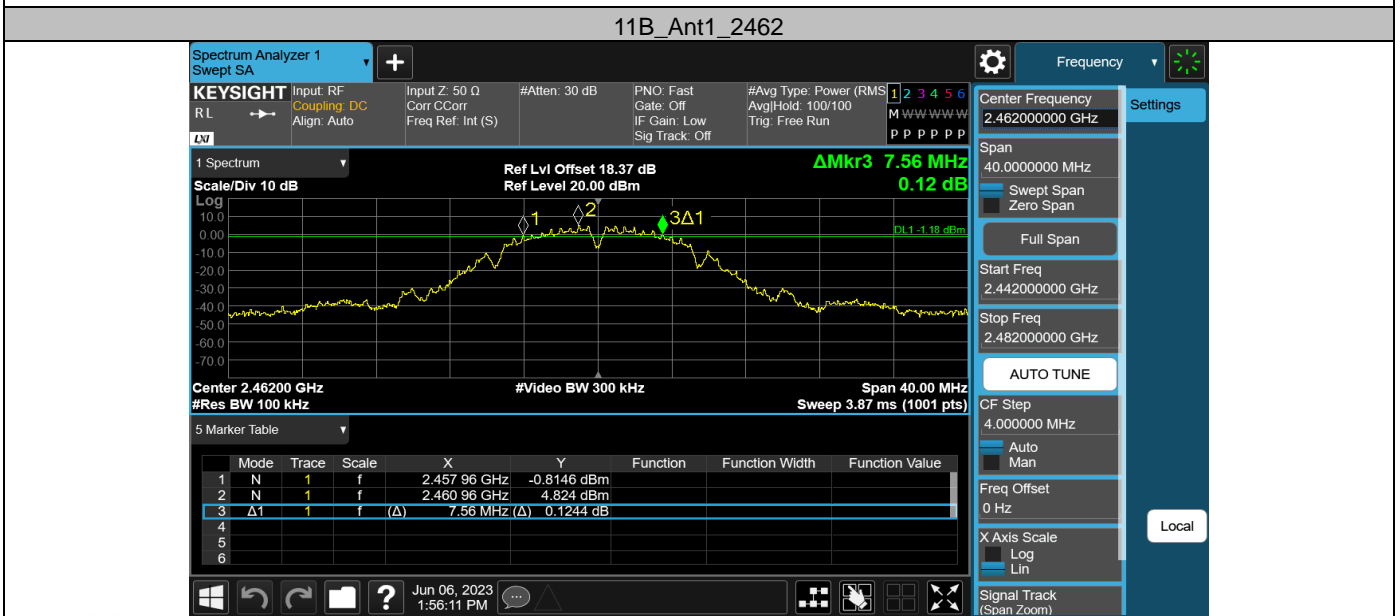 11B_Ant1_2462
Spectrum Analyzer 1
Swept SA
+
Frequency
KEYSIGHT
RL
LXI
Input: RF
Coupling: DC
Align: Auto
Input Z: 50 Ω
Corr CCorr
Freq Ref: Int (S)
#Atten: 30 dB
PNO: Fast
Gate: Off
IF Gain: Low
Sig Track: Off
#Avg Type: Power (RMS
Avg|Hold: 100/100
Trig: Free Run
1 2 3 4 5 6
M W W W W W
P P P P P P
1 Spectrum
Scale/Div 10 dB
Ref Lvl Offset 18.37 dB
Ref Level 20.00 dBm
ΔMkr3 7.56 MHz
0.12 dB
Log
10.0
0.00
-10.0
-20.0
-30.0
-40.0
-50.0
-60.0
-70.0
1
2
3Δ1
DL1 -1.18 dBm
Center 2.46200 GHz
#Res BW 100 kHz
#Video BW 300 kHz
Span 40.00 MHz
Sweep 3.87 ms (1001 pts)
5 Marker Table
Mode Trace Scale X Y Function Function Width Function Value
1 N 1 f 2.457 96 GHz -0.8146 dBm
2 N 1 f 2.460 96 GHz 4.824 dBm
3 Δ1 1 f (Δ) 7.56 MHz (Δ) 0.1244 dB
4
5
6
?
Jun 06, 2023
1:56:11 PM
Center Frequency
2.462000000 GHz
Span
40.0000000 MHz
Swept Span
Zero Span
Full Span
Start Freq
2.442000000 GHz
Stop Freq
2.482000000 GHz
AUTO TUNE
CF Step
4.000000 MHz
Auto
Man
Freq Offset
0 Hz
X Axis Scale
Log
Lin
Signal Track
(Span Zoom)
Settings
Local